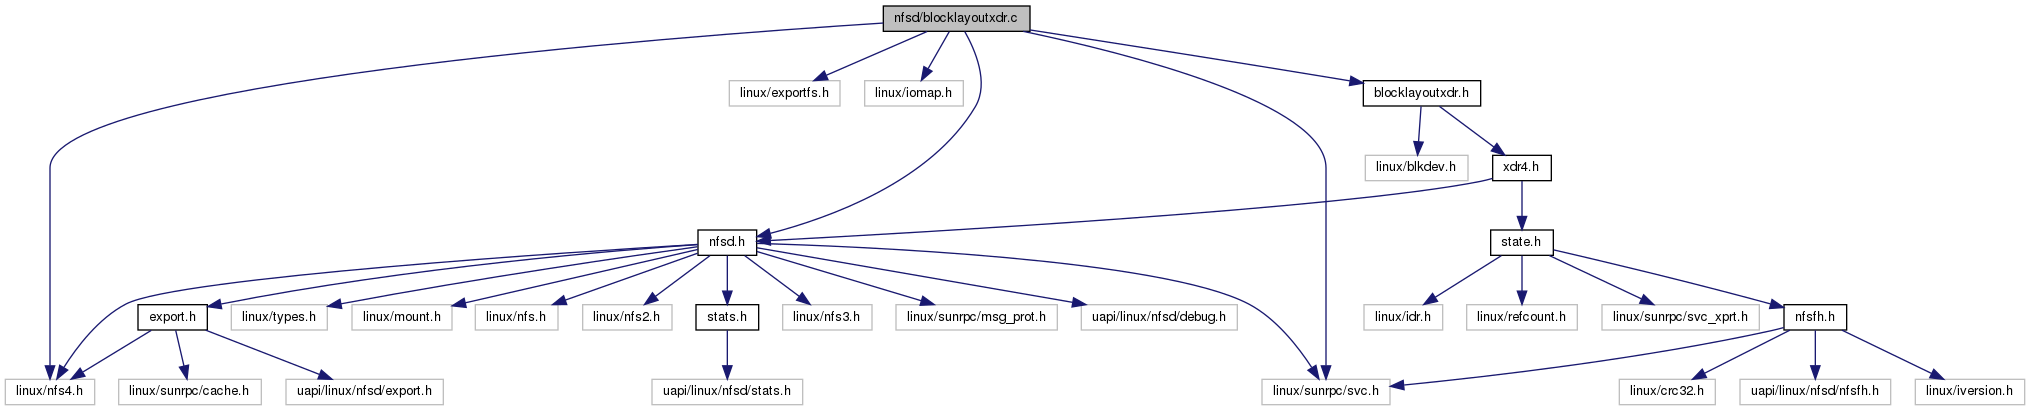 nfsd/blocklayoutxdr.c
linux/exportfs.h
linux/iomap.h
blocklayoutxdr.h
linux/blkdev.h
xdr4.h
nfsd.h
state.h
export.h
linux/types.h
linux/mount.h
linux/nfs.h
linux/nfs2.h
stats.h
linux/nfs3.h
linux/sunrpc/msg_prot.h
uapi/linux/nfsd/debug.h
linux/idr.h
linux/refcount.h
linux/sunrpc/svc_xprt.h
nfsfh.h
linux/nfs4.h
linux/sunrpc/cache.h
uapi/linux/nfsd/export.h
uapi/linux/nfsd/stats.h
linux/sunrpc/svc.h
linux/crc32.h
uapi/linux/nfsd/nfsfh.h
linux/iversion.h